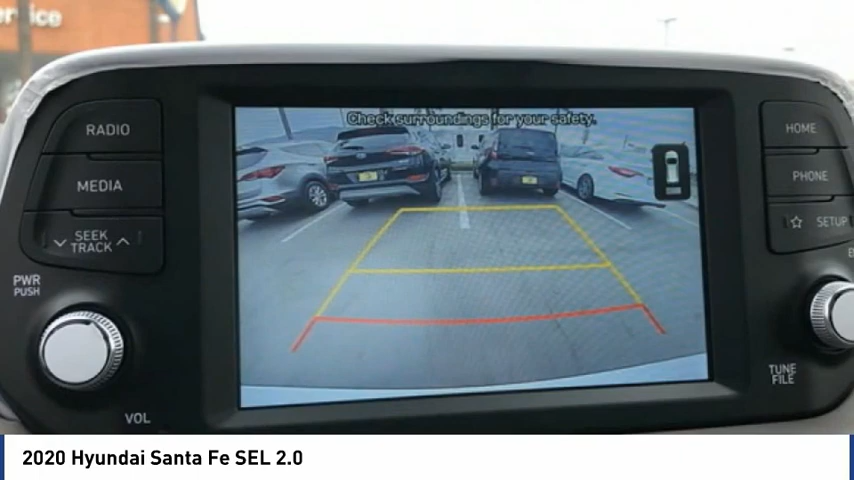 Check surroundings for your safety.
RADIO
MEDIA
SEEK
TRACK
PWR
PUSH
VOL
HOME
PHONE
SETUP
TUNE
FILE
2020 Hyundai Santa Fe SEL 2.0